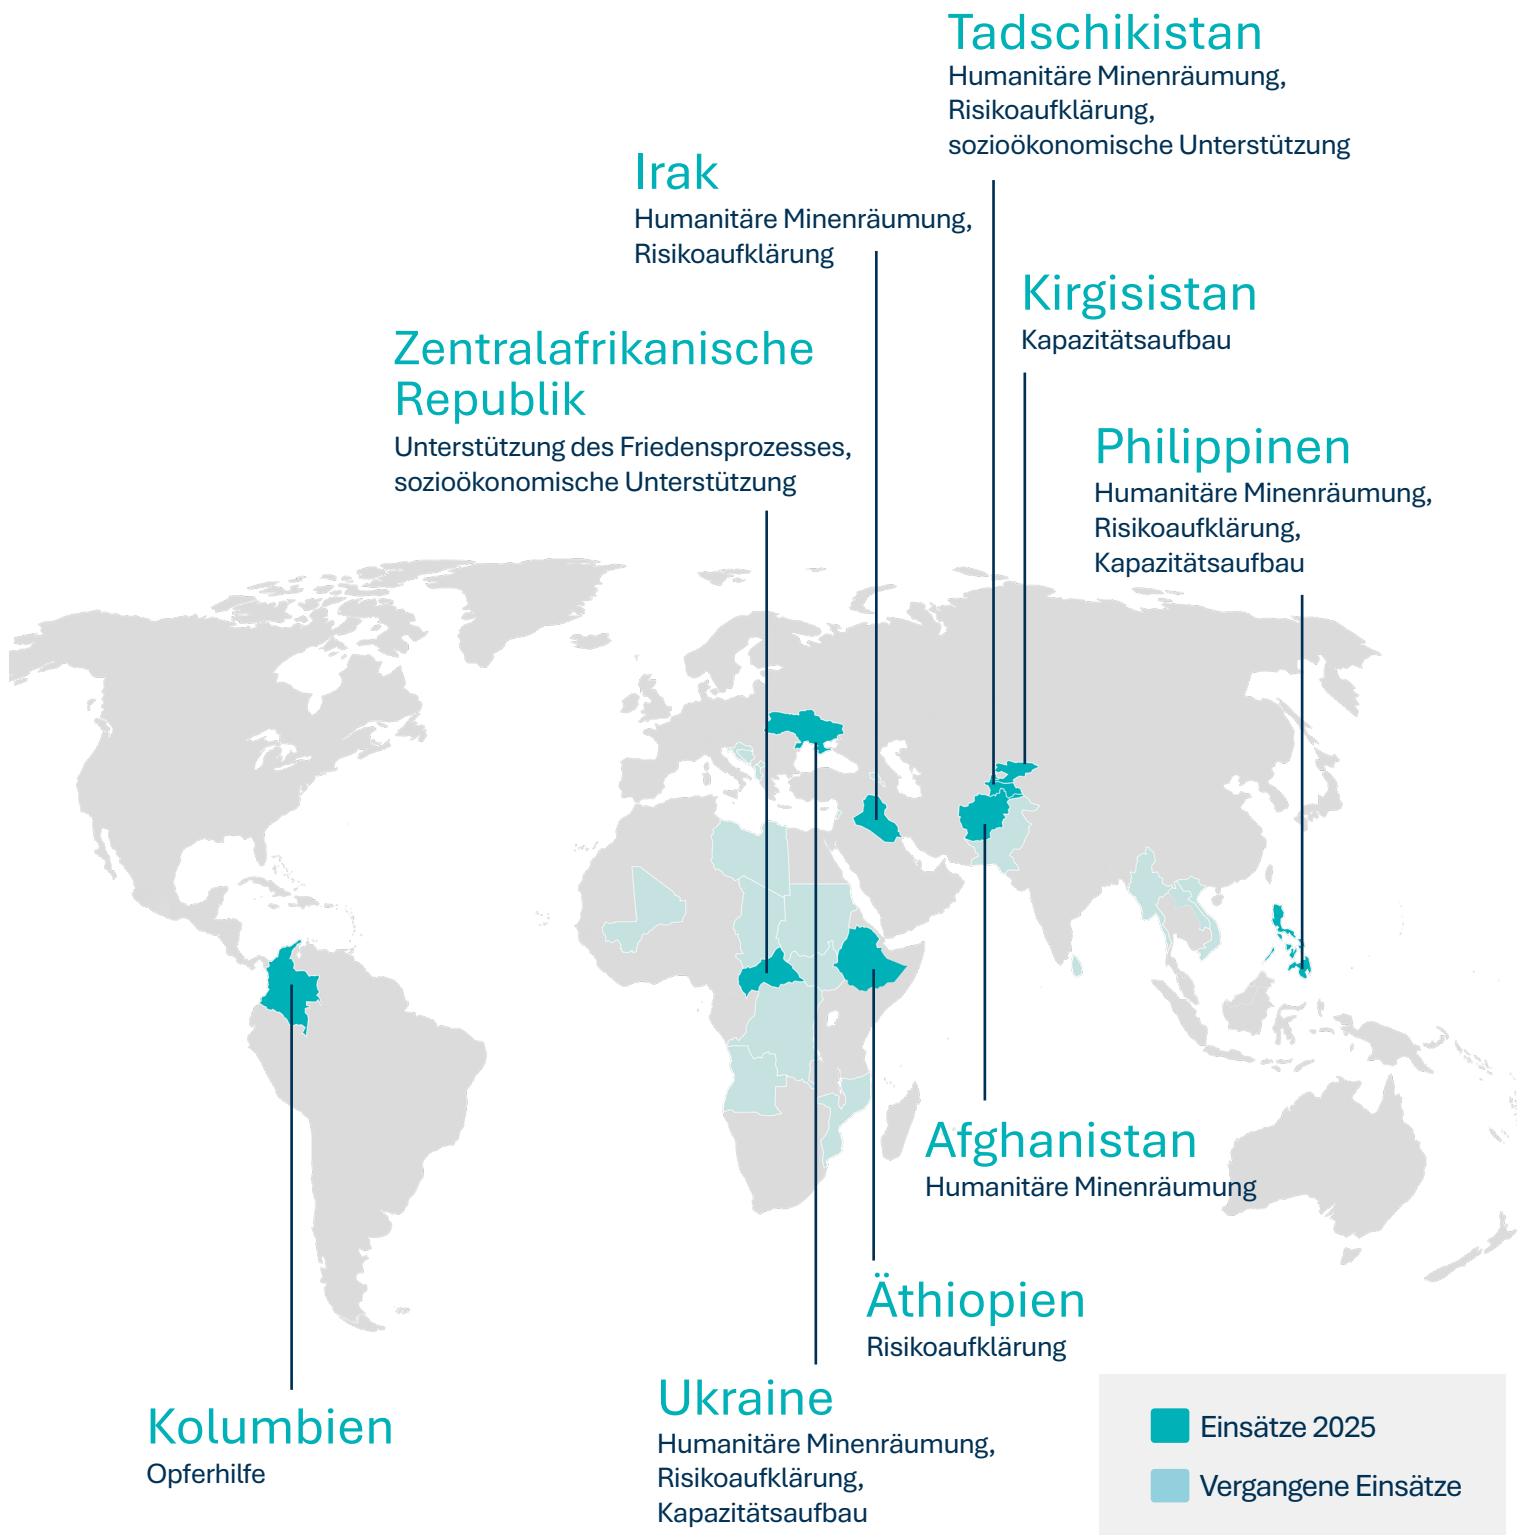 Tadschikistan
Humanitäre Minenräumung,
Risikoaufklärung,
sozioökonomische Unterstützung
Irak
Humanitäre Minenräumung,
Risikoaufklärung
Kirgisistan
Kapazitätsaufbau
Zentralafrikanische
Republik
Unterstützung des Friedensprozesses,
sozioökonomische Unterstützung
Philippinen
Humanitäre Minenräumung,
Risikoaufklärung,
Kapazitätsaufbau
Afghanistan
Humanitäre Minenräumung
Äthiopien
Risikoaufklärung
Ukraine
Humanitäre Minenräumung,
Risikoaufklärung,
Kapazitätsaufbau
Kolumbien
Opferhilfe
Einsätze 2025
Vergangene Einsätze